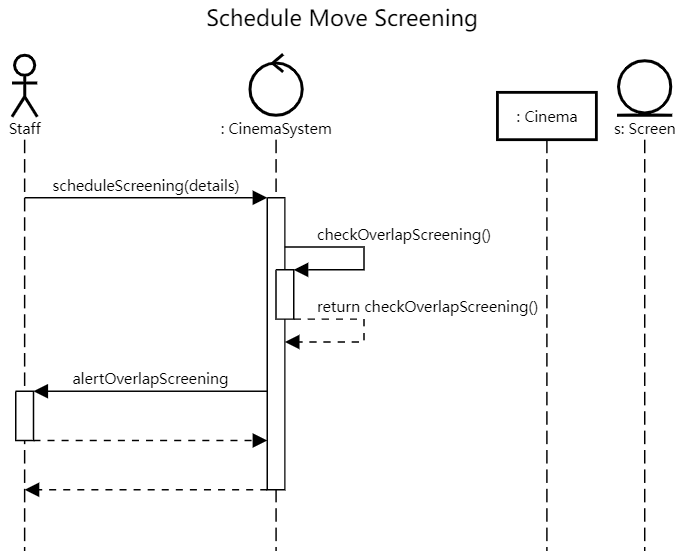 Schedule Move Screening
Staff
: CinemaSystem
: Cinema
s: Screen
scheduleScreening(details)
checkOverlapScreening()
return checkOverlapScreening()
alertOverlapScreening